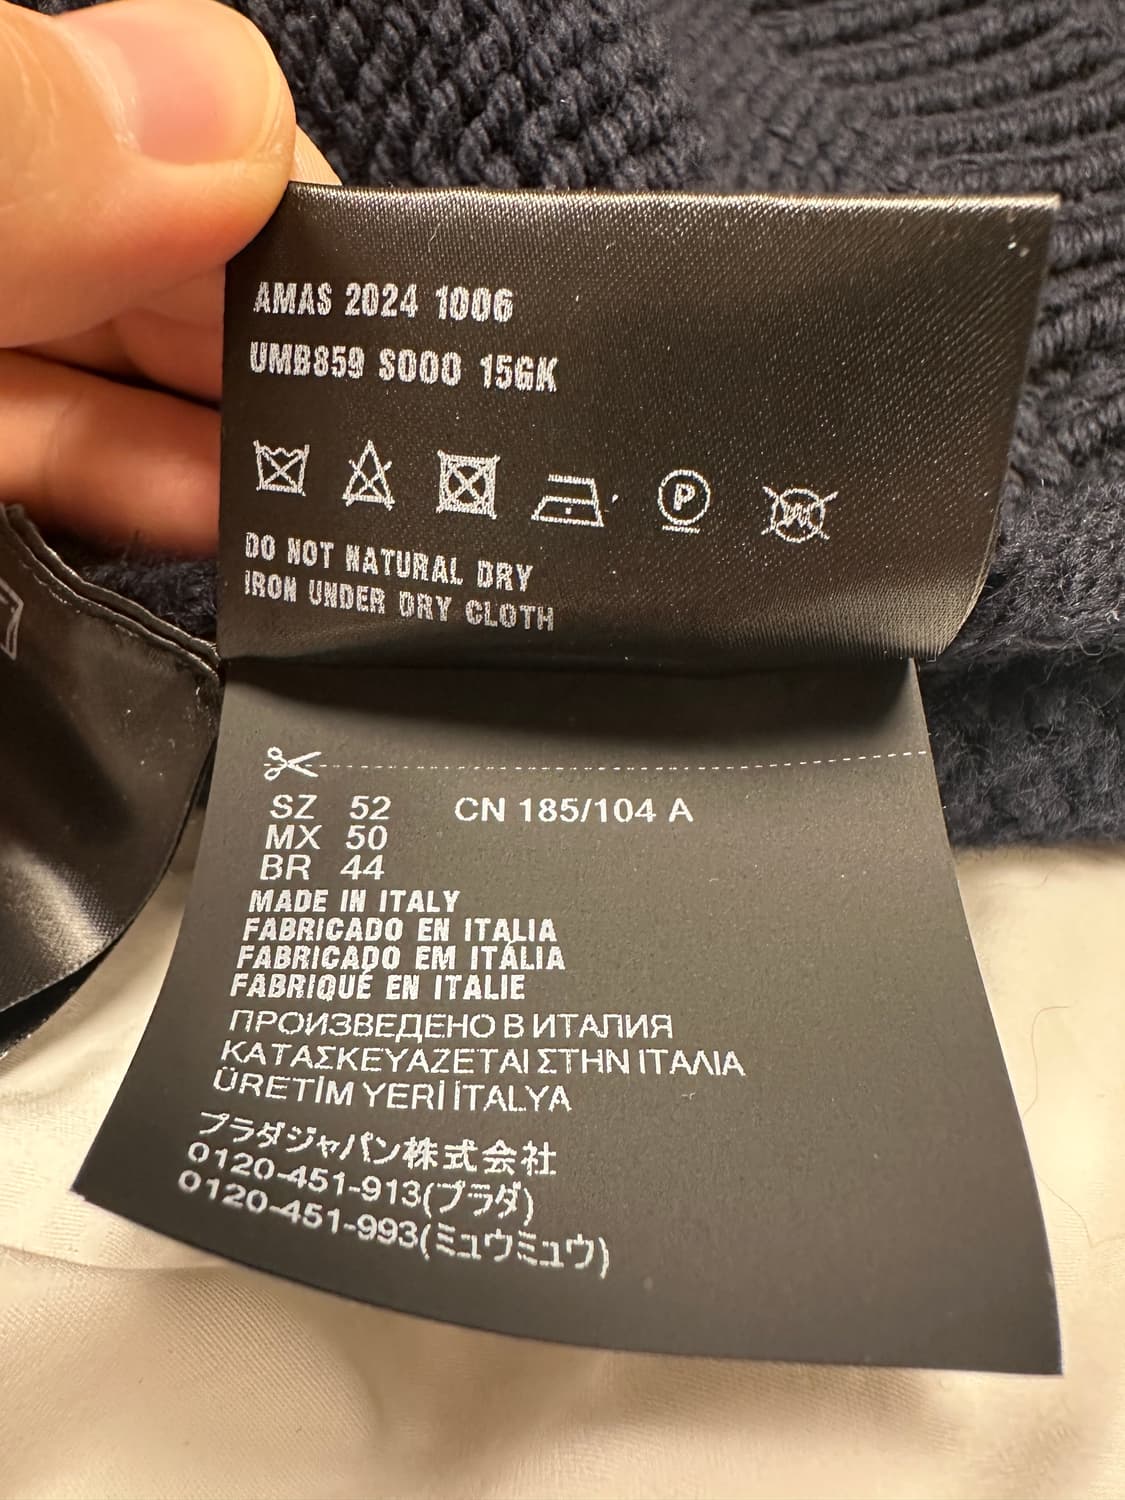 AMAS 2024 1006
UMB859 S000 15GK
P
W
DO NOT NATURAL DRY
IRON UNDER DRY CLOTH
SZ 52 CN 185/104 A
MX 50
BR 44
MADE IN ITALY
FABRICADO EN ITALIA
FABRICADO EM ITÁLIA
FABRIQUÉ EN ITALIE
ПРОИЗВЕДЕНО В ИТАЛИЯ
ΚΑΤΑΣΚΕΥΑΖΕΤΑΙ ΣΤΗΝ ΙΤΑΛΙΑ
ÜRETİM YERİ İTALYA
プラダジャパン株式会社
0120-451-913(プラダ)
0120-451-993(ミュウミュウ)